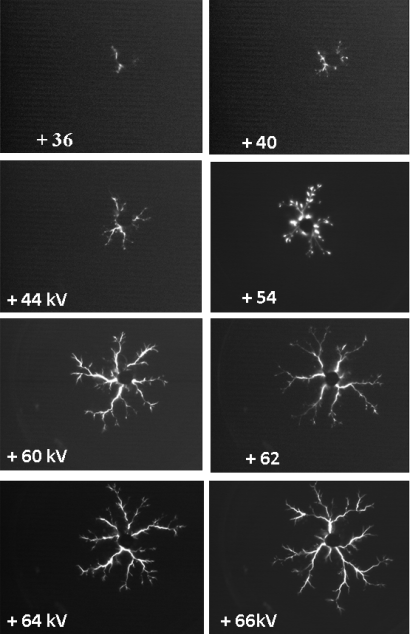 + 36
+ 40
+ 44 kV
+ 54
+ 60 kV
+ 62
+ 64 kV
+ 66kV